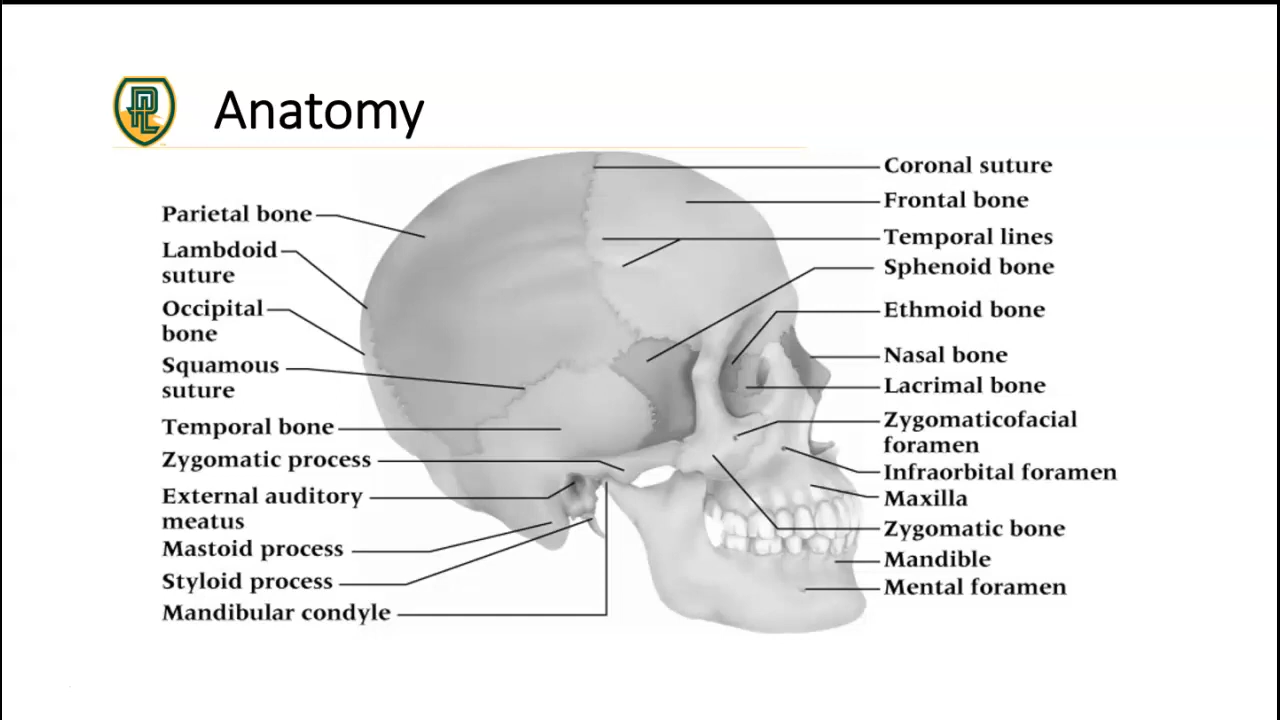 Anatomy
Parietal bone
Lambdoid
suture
Occipital
bone
Squamous
suture
Temporal bone
Zygomatic process
External auditory
meatus
Mastoid process
Styloid process
Mandibular condyle
Coronal suture
Frontal bone
Temporal lines
Sphenoid bone
Ethmoid bone
Nasal bone
Lacrimal bone
Zygomaticofacial
foramen
Infraorbital foramen
Maxilla
Zygomatic bone
Mandible
Mental foramen